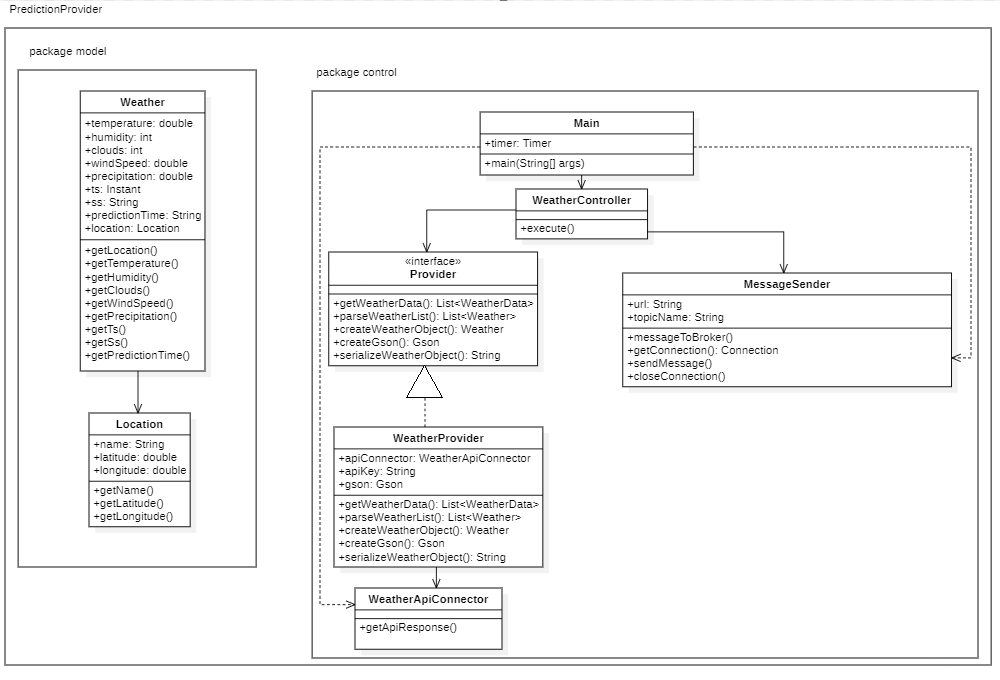 PredictionProvider
package model
Weather
+temperature: double
+humidity: int
+clouds: int
+windSpeed: double
+precipitation: double
+ts: Instant
+ss: String
+predictionTime: String
+location: Location
+getLocation()
+getTemperature()
+getHumidity()
+getClouds()
+getWindSpeed()
+getPrecipitation()
+getTs()
+getSs()
+getPredictionTime()
Location
+name: String
+latitude: double
+longitude: double
+getName()
+getLatitude()
+getLongitude()
package control
Main
+timer: Timer
+main(String[] args)
WeatherController
+execute()
«interface»
Provider
+getWeatherData(): List<WeatherData>
+parseWeatherList(): List<Weather>
+createWeatherObject(): Weather
+createGson(): Gson
+serializeWeatherObject(): String
MessageSender
+url: String
+topicName: String
+messageToBroker()
+getConnection(): Connection
+sendMessage()
+closeConnection()
WeatherProvider
+apiConnector: WeatherApiConnector
+apiKey: String
+gson: Gson
+getWeatherData(): List<WeatherData>
+parseWeatherList(): List<Weather>
+createWeatherObject(): Weather
+createGson(): Gson
+serializeWeatherObject(): String
WeatherApiConnector
+getApiResponse()